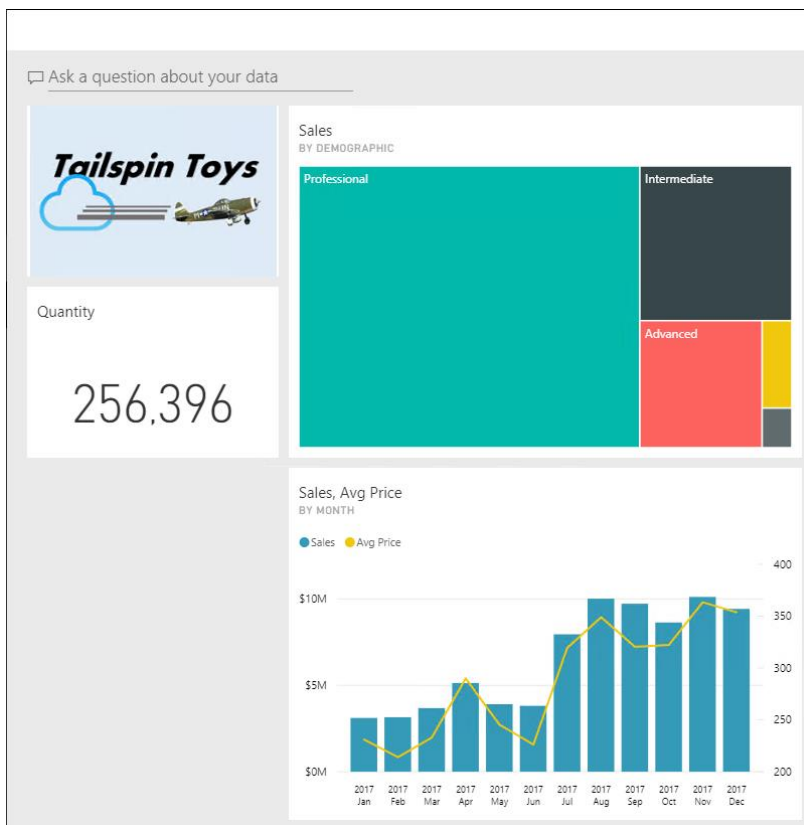 Ask a question about your data
Tailspin Toys
Quantity
256,396
Sales
BY DEMOGRAPHIC
Professional
Intermediate
Advanced
Sales, Avg Price
BY MONTH
Sales Avg Price
400
$10M
350
300
$5M
250
$0M 200
2017 2017 2017 2017 2017 2017 2017 2017 2017 2017 2017 2017
Jan Feb Mar Apr May Jun Jul Aug Sep Oct Nov Dec